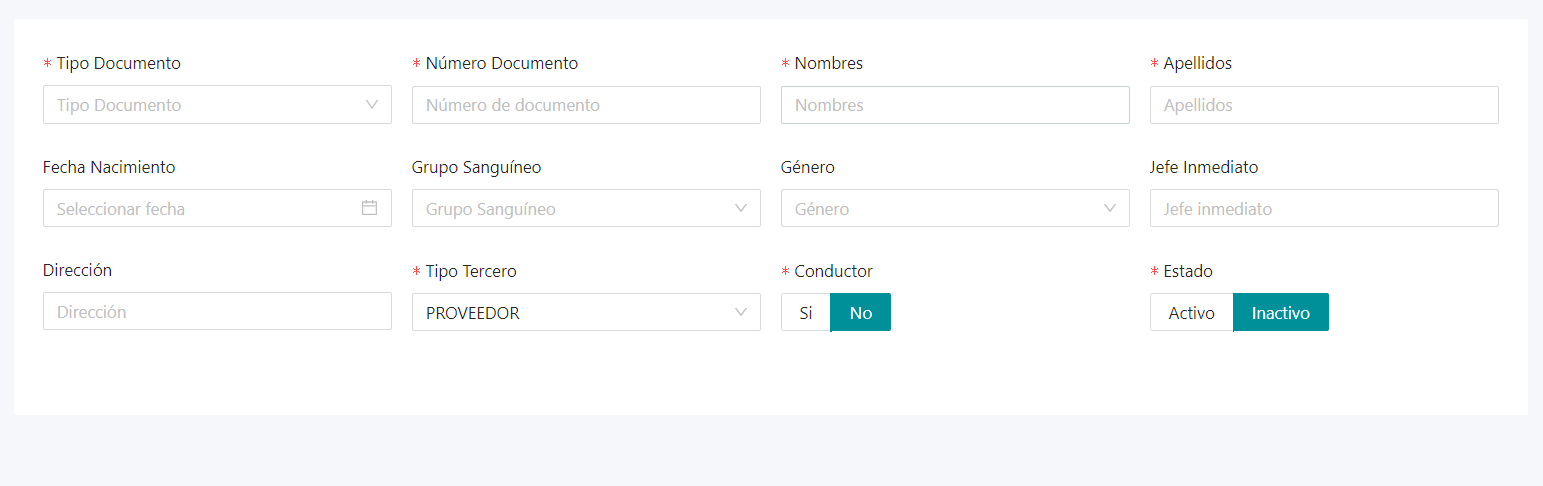 * Tipo Documento * Número Documento * Nombres * Apellidos
Tipo Documento Número de documento Nombres Apellidos
Fecha Nacimiento Grupo Sanguíneo Género Jefe Inmediato
Seleccionar fecha Grupo Sanguíneo Género Jefe inmediato
Dirección * Tipo Tercero * Conductor * Estado
Dirección PROVEEDOR Si No Activo Inactivo